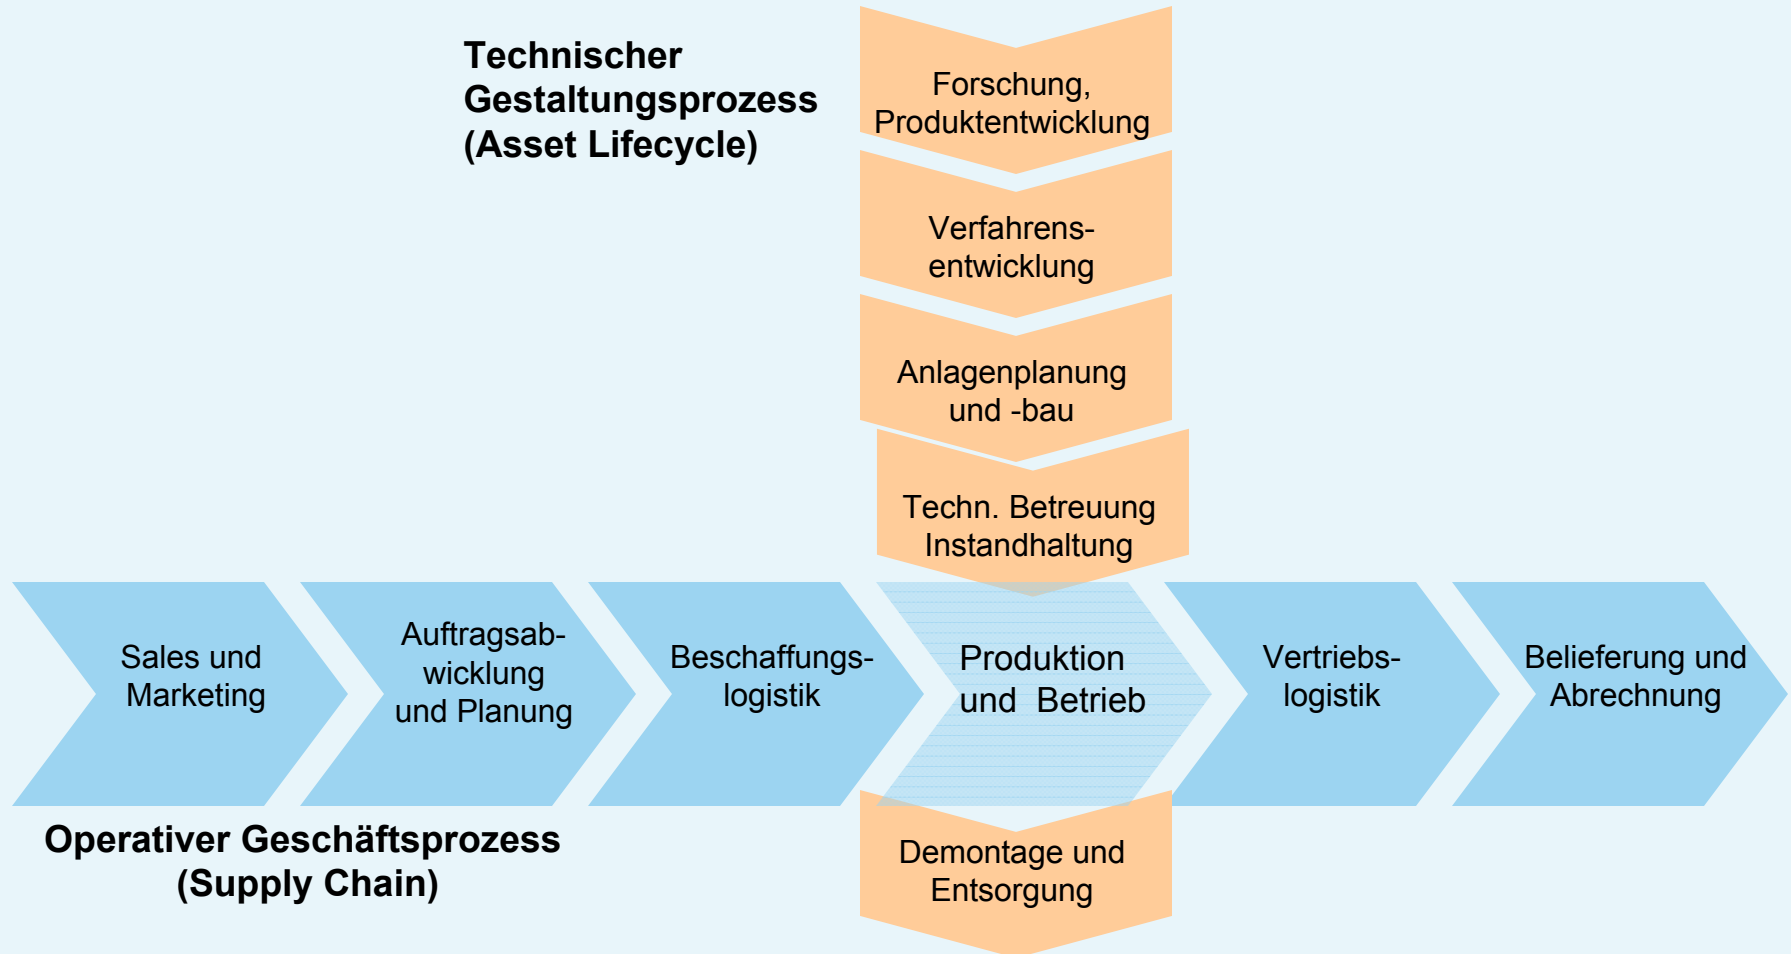 Technischer
Gestaltungsprozess
(Asset Lifecycle)
Forschung,
Produktentwicklung
Verfahrens-
entwicklung
Anlagenplanung
und -bau
Techn. Betreuung
Instandhaltung
Sales und
Marketing
Auftragsab-
wicklung
und Planung
Beschaffungs-
logistik
Produktion
und Betrieb
Vertriebs-
logistik
Belieferung und
Abrechnung
Operativer Geschäftsprozess
(Supply Chain)
Demontage und
Entsorgung